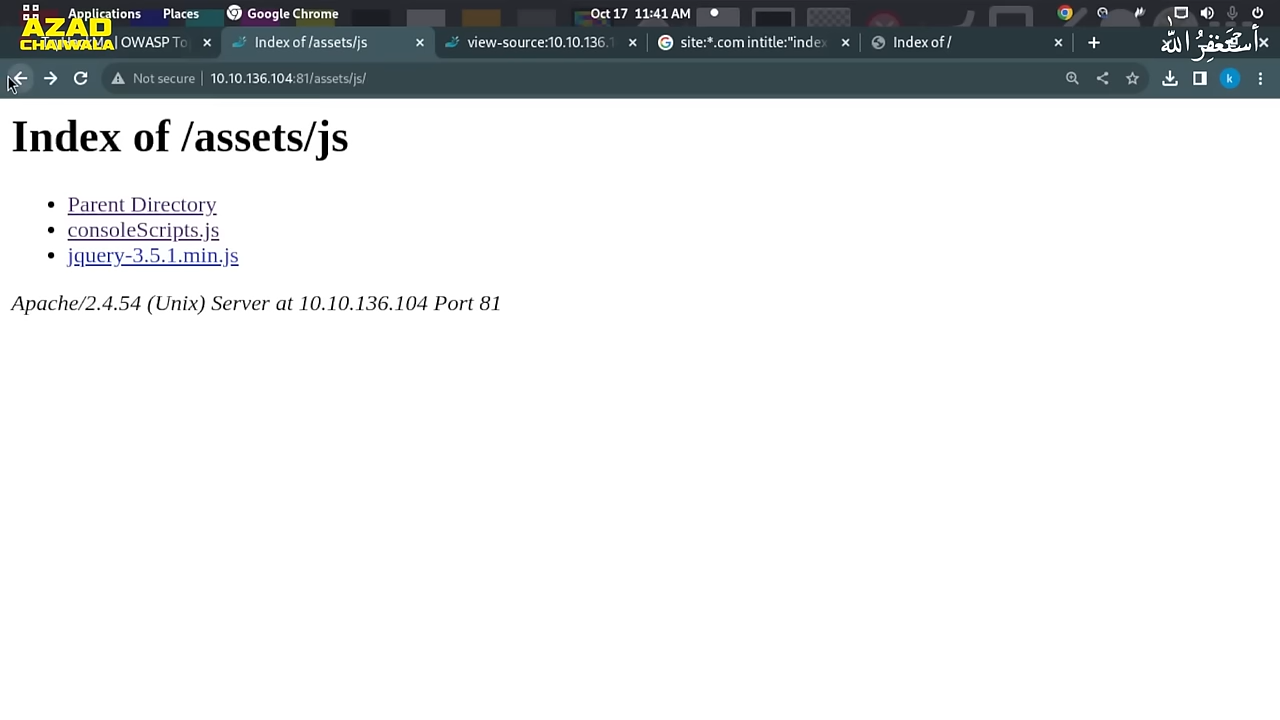 Applications Places Google Chrome Oct 17 11:41 AM
AZAD
CHAIWALA
OWASP To Index of /assets/js view-source:10.10.136.1 site:*.com intitle:"index Index of /
أستغفر الله
Not secure 10.10.136.104:81/assets/js/ k
Index of /assets/js
Parent Directory
consoleScripts.js
jquery-3.5.1.min.js
Apache/2.4.54 (Unix) Server at 10.10.136.104 Port 81